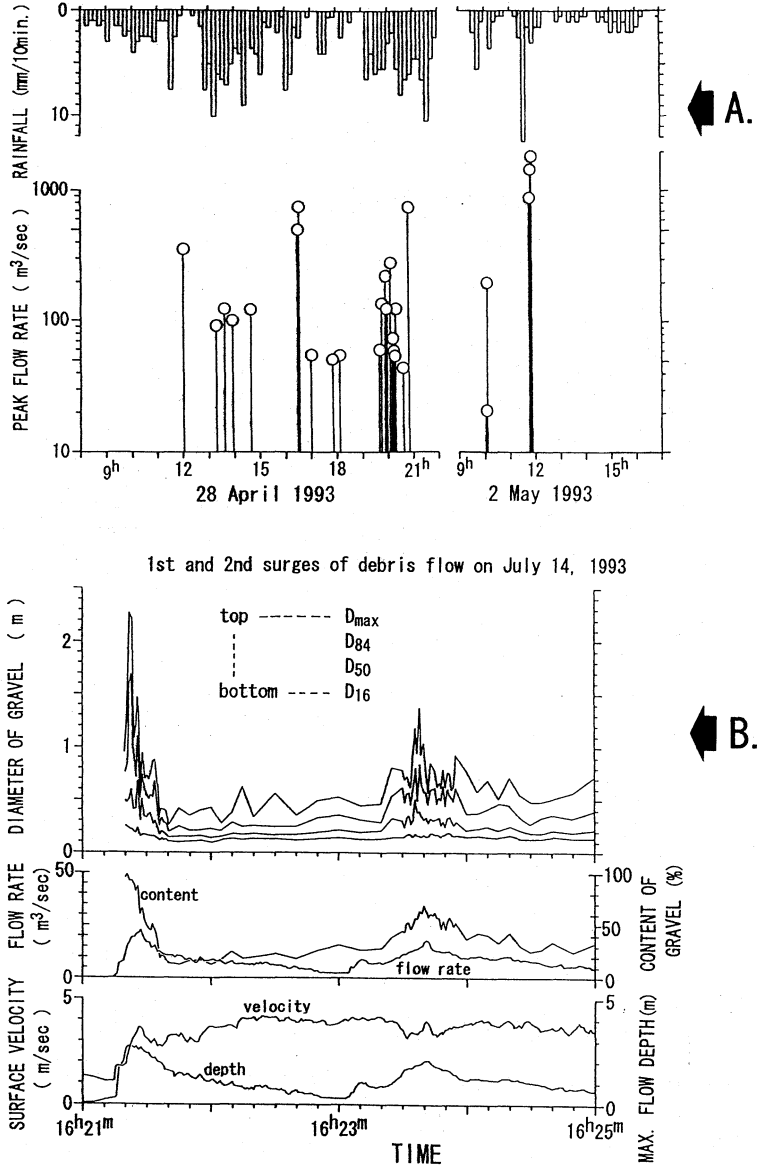 RAINFALL (mm/10min.)
0
10
A.
PEAK FLOW RATE ( m³/sec )
1000
100
10
9h 12 15 18 21h 9h 12 15h
28 April 1993 2 May 1993
1st and 2nd surges of debris flow on July 14, 1993
DIAMETER OF GRAVEL ( m )
2
1
0
top Dmax
D84
D50
bottom D16
B.
FLOW RATE
( m³/sec)
50
0
content
flow rate
100
50
0
CONTENT OF
GRAVEL (%)
SURFACE VELOCITY
( m/sec)
5
0
velocity
depth
5
0
MAX. FLOW DEPTH(m)
16h21m 16h23m 16h25m
TIME